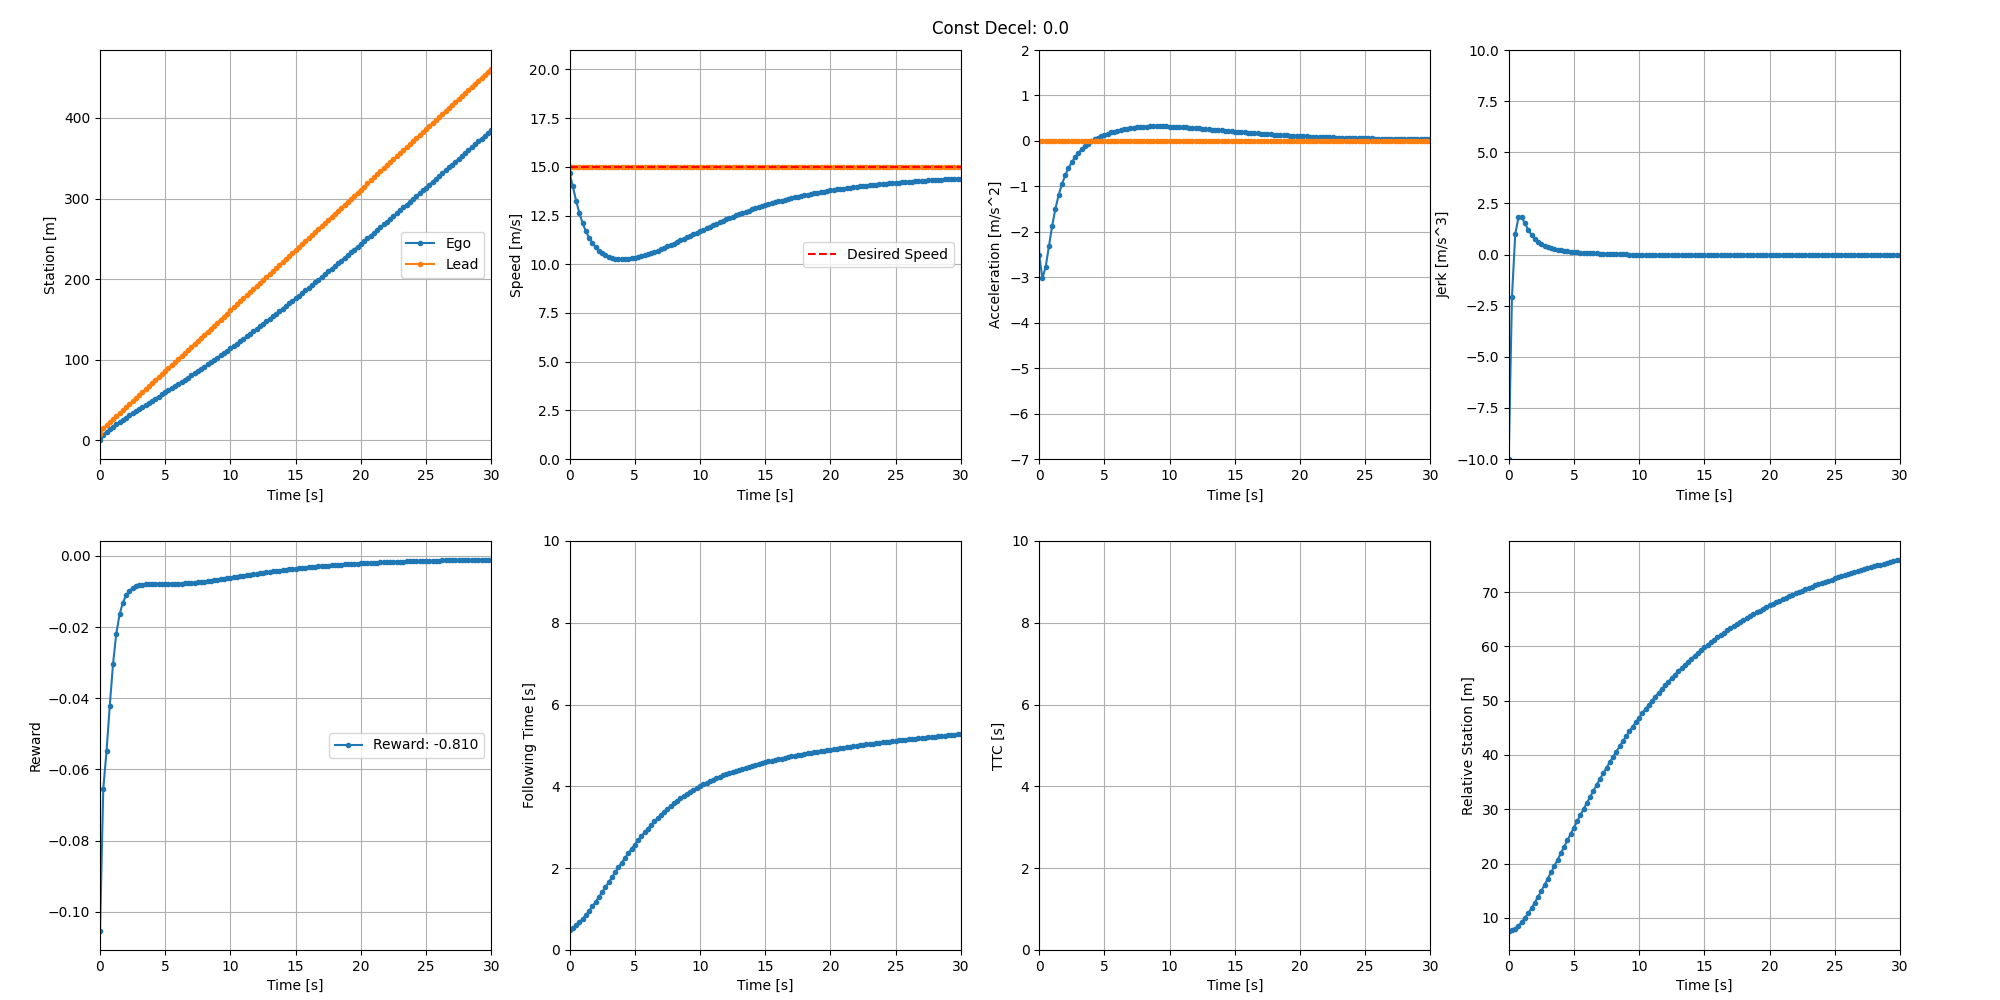 Const Decel: 0.0
Station [m]
400
300
200
100
0
Ego
Lead
0 5 10 15 20 25 30
Time [s]
Speed [m/s]
20.0
17.5
15.0
12.5
10.0
7.5
5.0
2.5
0.0
Desired Speed
0 5 10 15 20 25 30
Time [s]
Acceleration [m/s^2]
2
1
0
−1
−2
−3
−4
−5
−6
−7
0 5 10 15 20 25 30
Time [s]
Jerk [m/s^3]
10.0
7.5
5.0
2.5
0.0
−2.5
−5.0
−7.5
−10.0
0 5 10 15 20 25 30
Time [s]
Reward
0.00
−0.02
−0.04
−0.06
−0.08
−0.10
Reward: -0.810
0 5 10 15 20 25 30
Time [s]
Following Time [s]
10
8
6
4
2
0
0 5 10 15 20 25 30
Time [s]
TTC [s]
10
8
6
4
2
0
0 5 10 15 20 25 30
Time [s]
Relative Station [m]
70
60
50
40
30
20
10
0 5 10 15 20 25 30
Time [s]